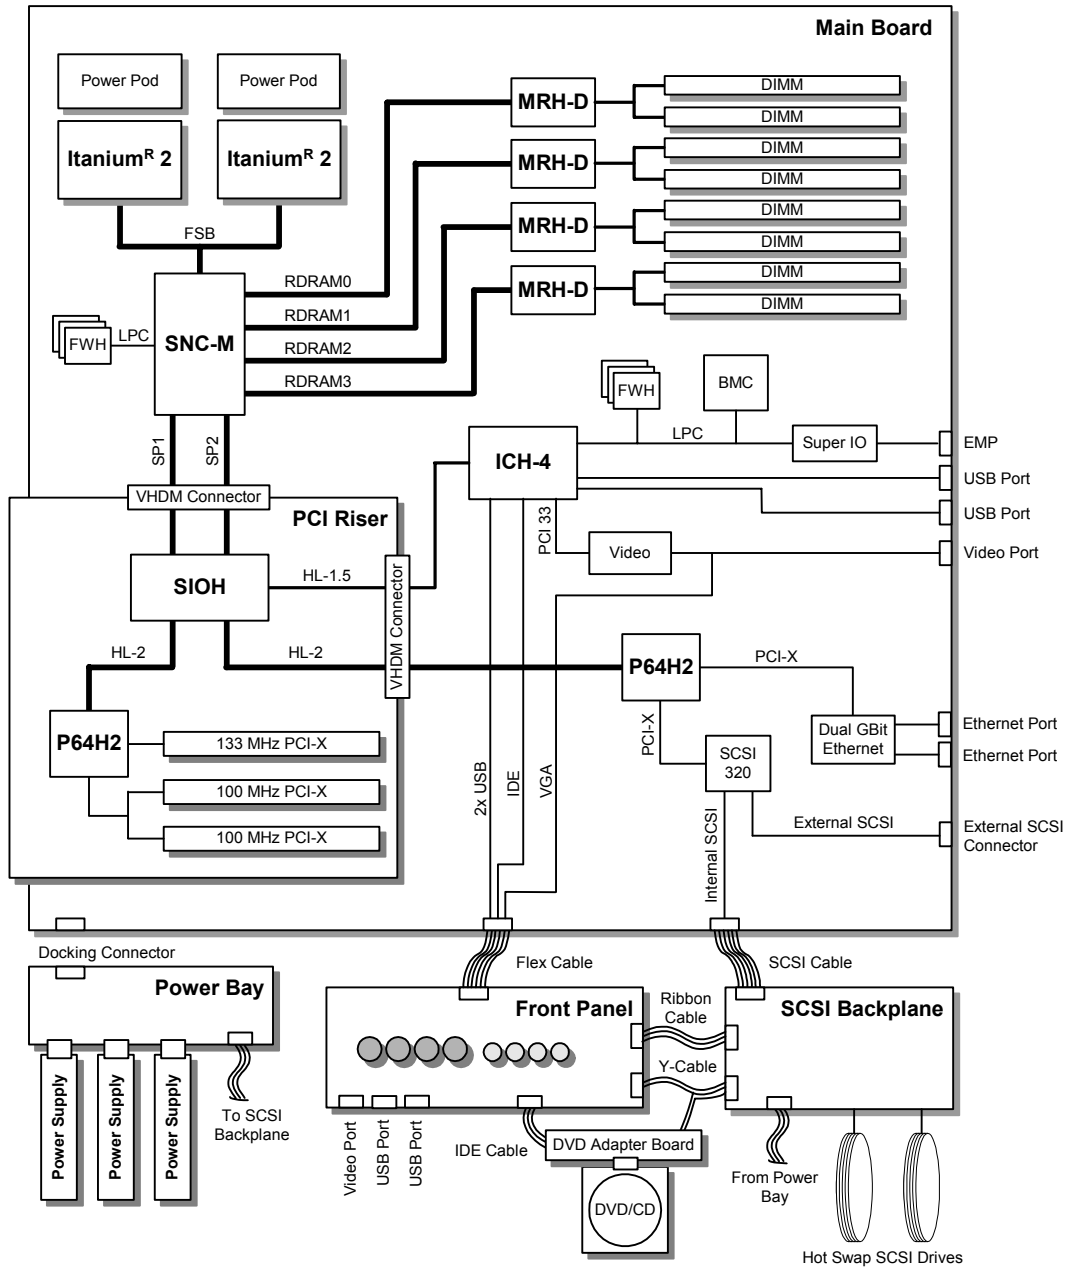 Main Board
Power Pod
Power Pod
Itanium^R 2
Itanium^R 2
FSB
MRH-D
DIMM
DIMM
MRH-D
DIMM
DIMM
MRH-D
DIMM
DIMM
MRH-D
DIMM
DIMM
RDRAM0
RDRAM1
RDRAM2
RDRAM3
SNC-M
LPC
FWH
SP1
SP2
FWH
BMC
LPC
Super IO
EMP
ICH-4
USB Port
USB Port
PCI 33
Video
Video Port
VHDM Connector
PCI Riser
SIOH
HL-1.5
VHDM Connector
HL-2
HL-2
P64H2
133 MHz PCI-X
100 MHz PCI-X
100 MHz PCI-X
P64H2
PCI-X
PCI-X
Dual GBit
Ethernet
Ethernet Port
Ethernet Port
SCSI
320
2x USB
IDE
VGA
Internal SCSI
External SCSI
External SCSI
Connector
Docking Connector
Flex Cable
SCSI Cable
Power Bay
Power Supply
Power Supply
Power Supply
To SCSI
Backplane
Front Panel
Ribbon
Cable
Y-Cable
SCSI Backplane
Video Port
USB Port
USB Port
IDE Cable
DVD Adapter Board
DVD/CD
From Power
Bay
Hot Swap SCSI Drives